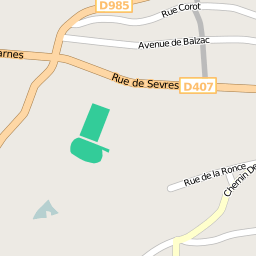 D985
Rue Corot
Avenue de Balzac
arnes
Rue de Sevres
D407
Rue de la Ronce
Chemin De